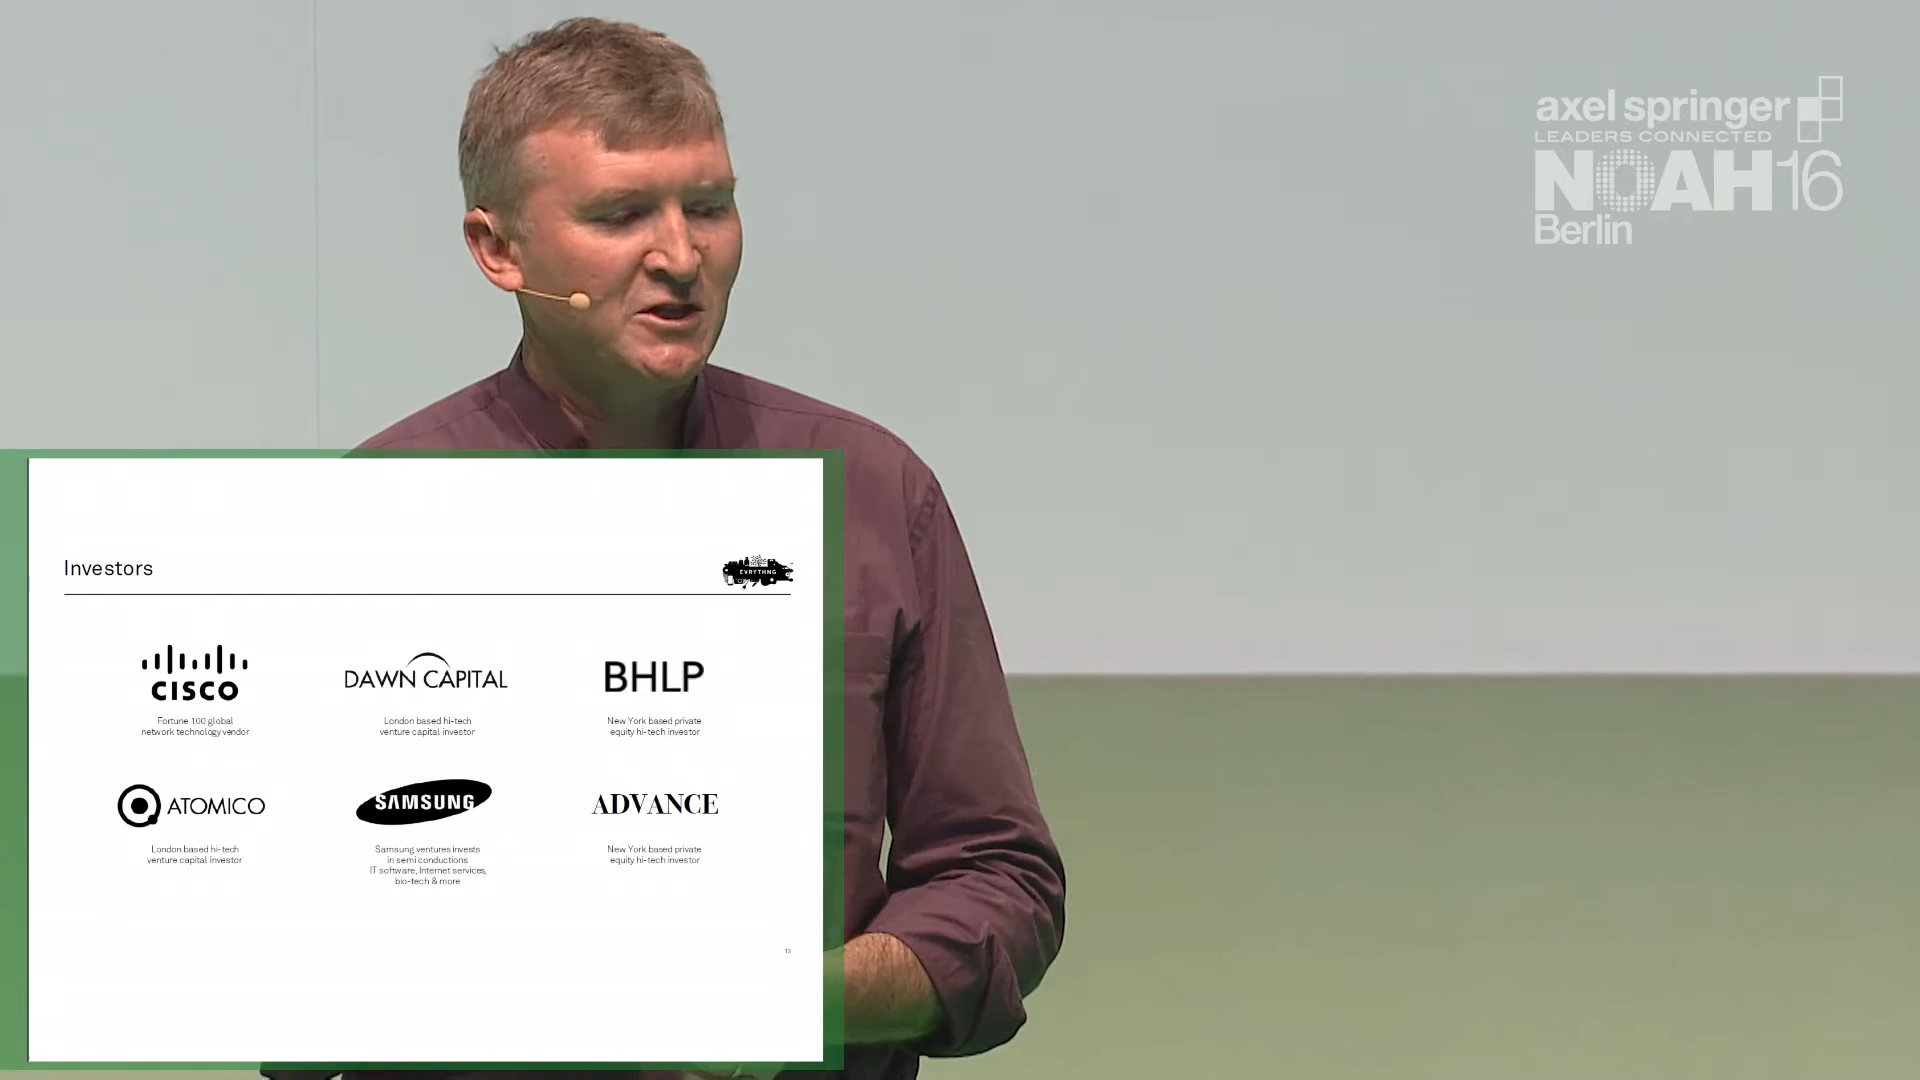 axel springer
LEADERS CONNECTED
NOAH16
Berlin
Investors
EVRYTHNG
CISCO
Fortune 100 global
network technology vendor
DAWN CAPITAL
London based hi-tech
venture capital investor
BHLP
New York based private
equity hi-tech investor
ATOMICO
London based hi-tech
venture capital investor
SAMSUNG
Samsung ventures invests
in semi conductions
IT software, Internet services,
bio-tech & more
ADVANCE
New York based private
equity hi-tech investor
13